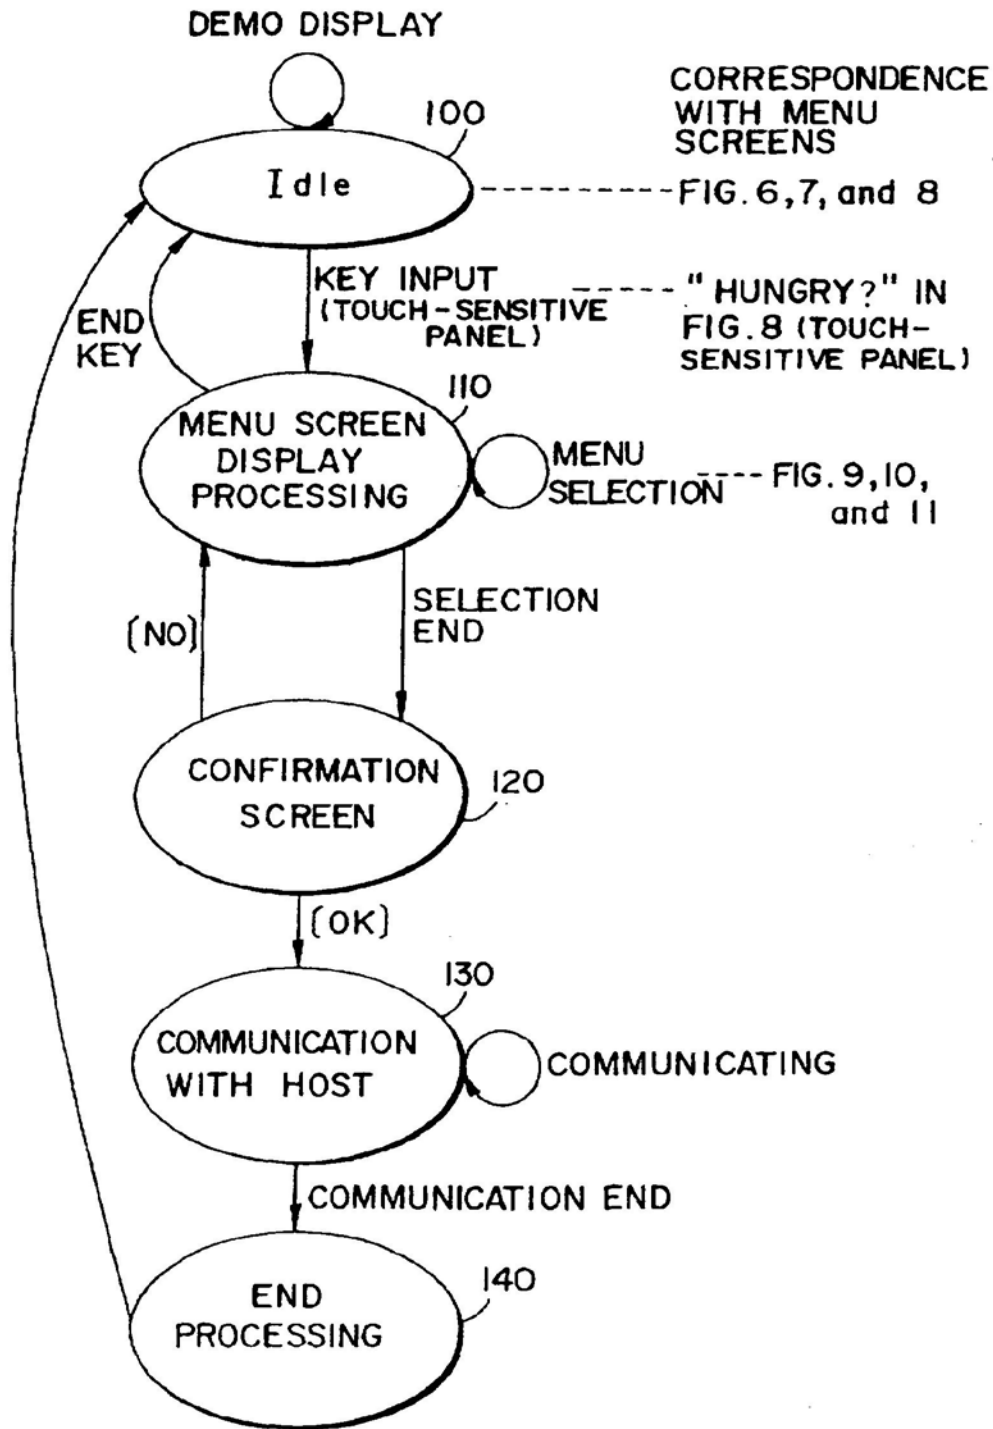 DEMO DISPLAY
CORRESPONDENCE
WITH MENU
SCREENS
100
Idle
FIG. 6,7, and 8
KEY INPUT
(TOUCH-SENSITIVE
PANEL)
"HUNGRY?" IN
FIG. 8 (TOUCH-
SENSITIVE PANEL)
END
KEY
110
MENU SCREEN
DISPLAY
PROCESSING
MENU
SELECTION
FIG. 9,10,
and 11
SELECTION
END
[NO]
CONFIRMATION
SCREEN
120
[OK]
130
COMMUNICATION
WITH HOST
COMMUNICATING
COMMUNICATION END
140
END
PROCESSING